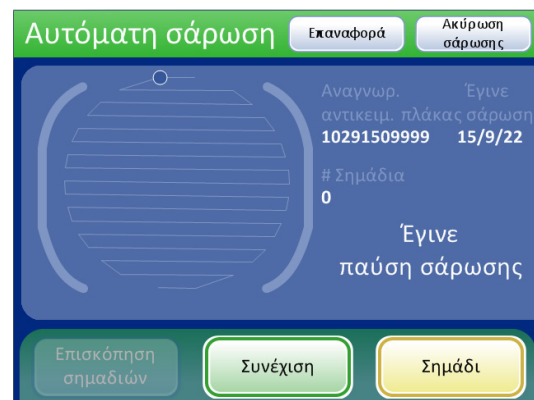 Αυτόματη σάρωση
Επαναφορά
Ακύρωση
σάρωσης
Αναγνωρ. Έγινε
αντικειμ. πλάκας σάρωση
10291509999 15/9/22
# Σημάδια
0
Έγινε
παύση σάρωσης
Επισκόπηση
σημαδιών
Συνέχιση
Σημάδι